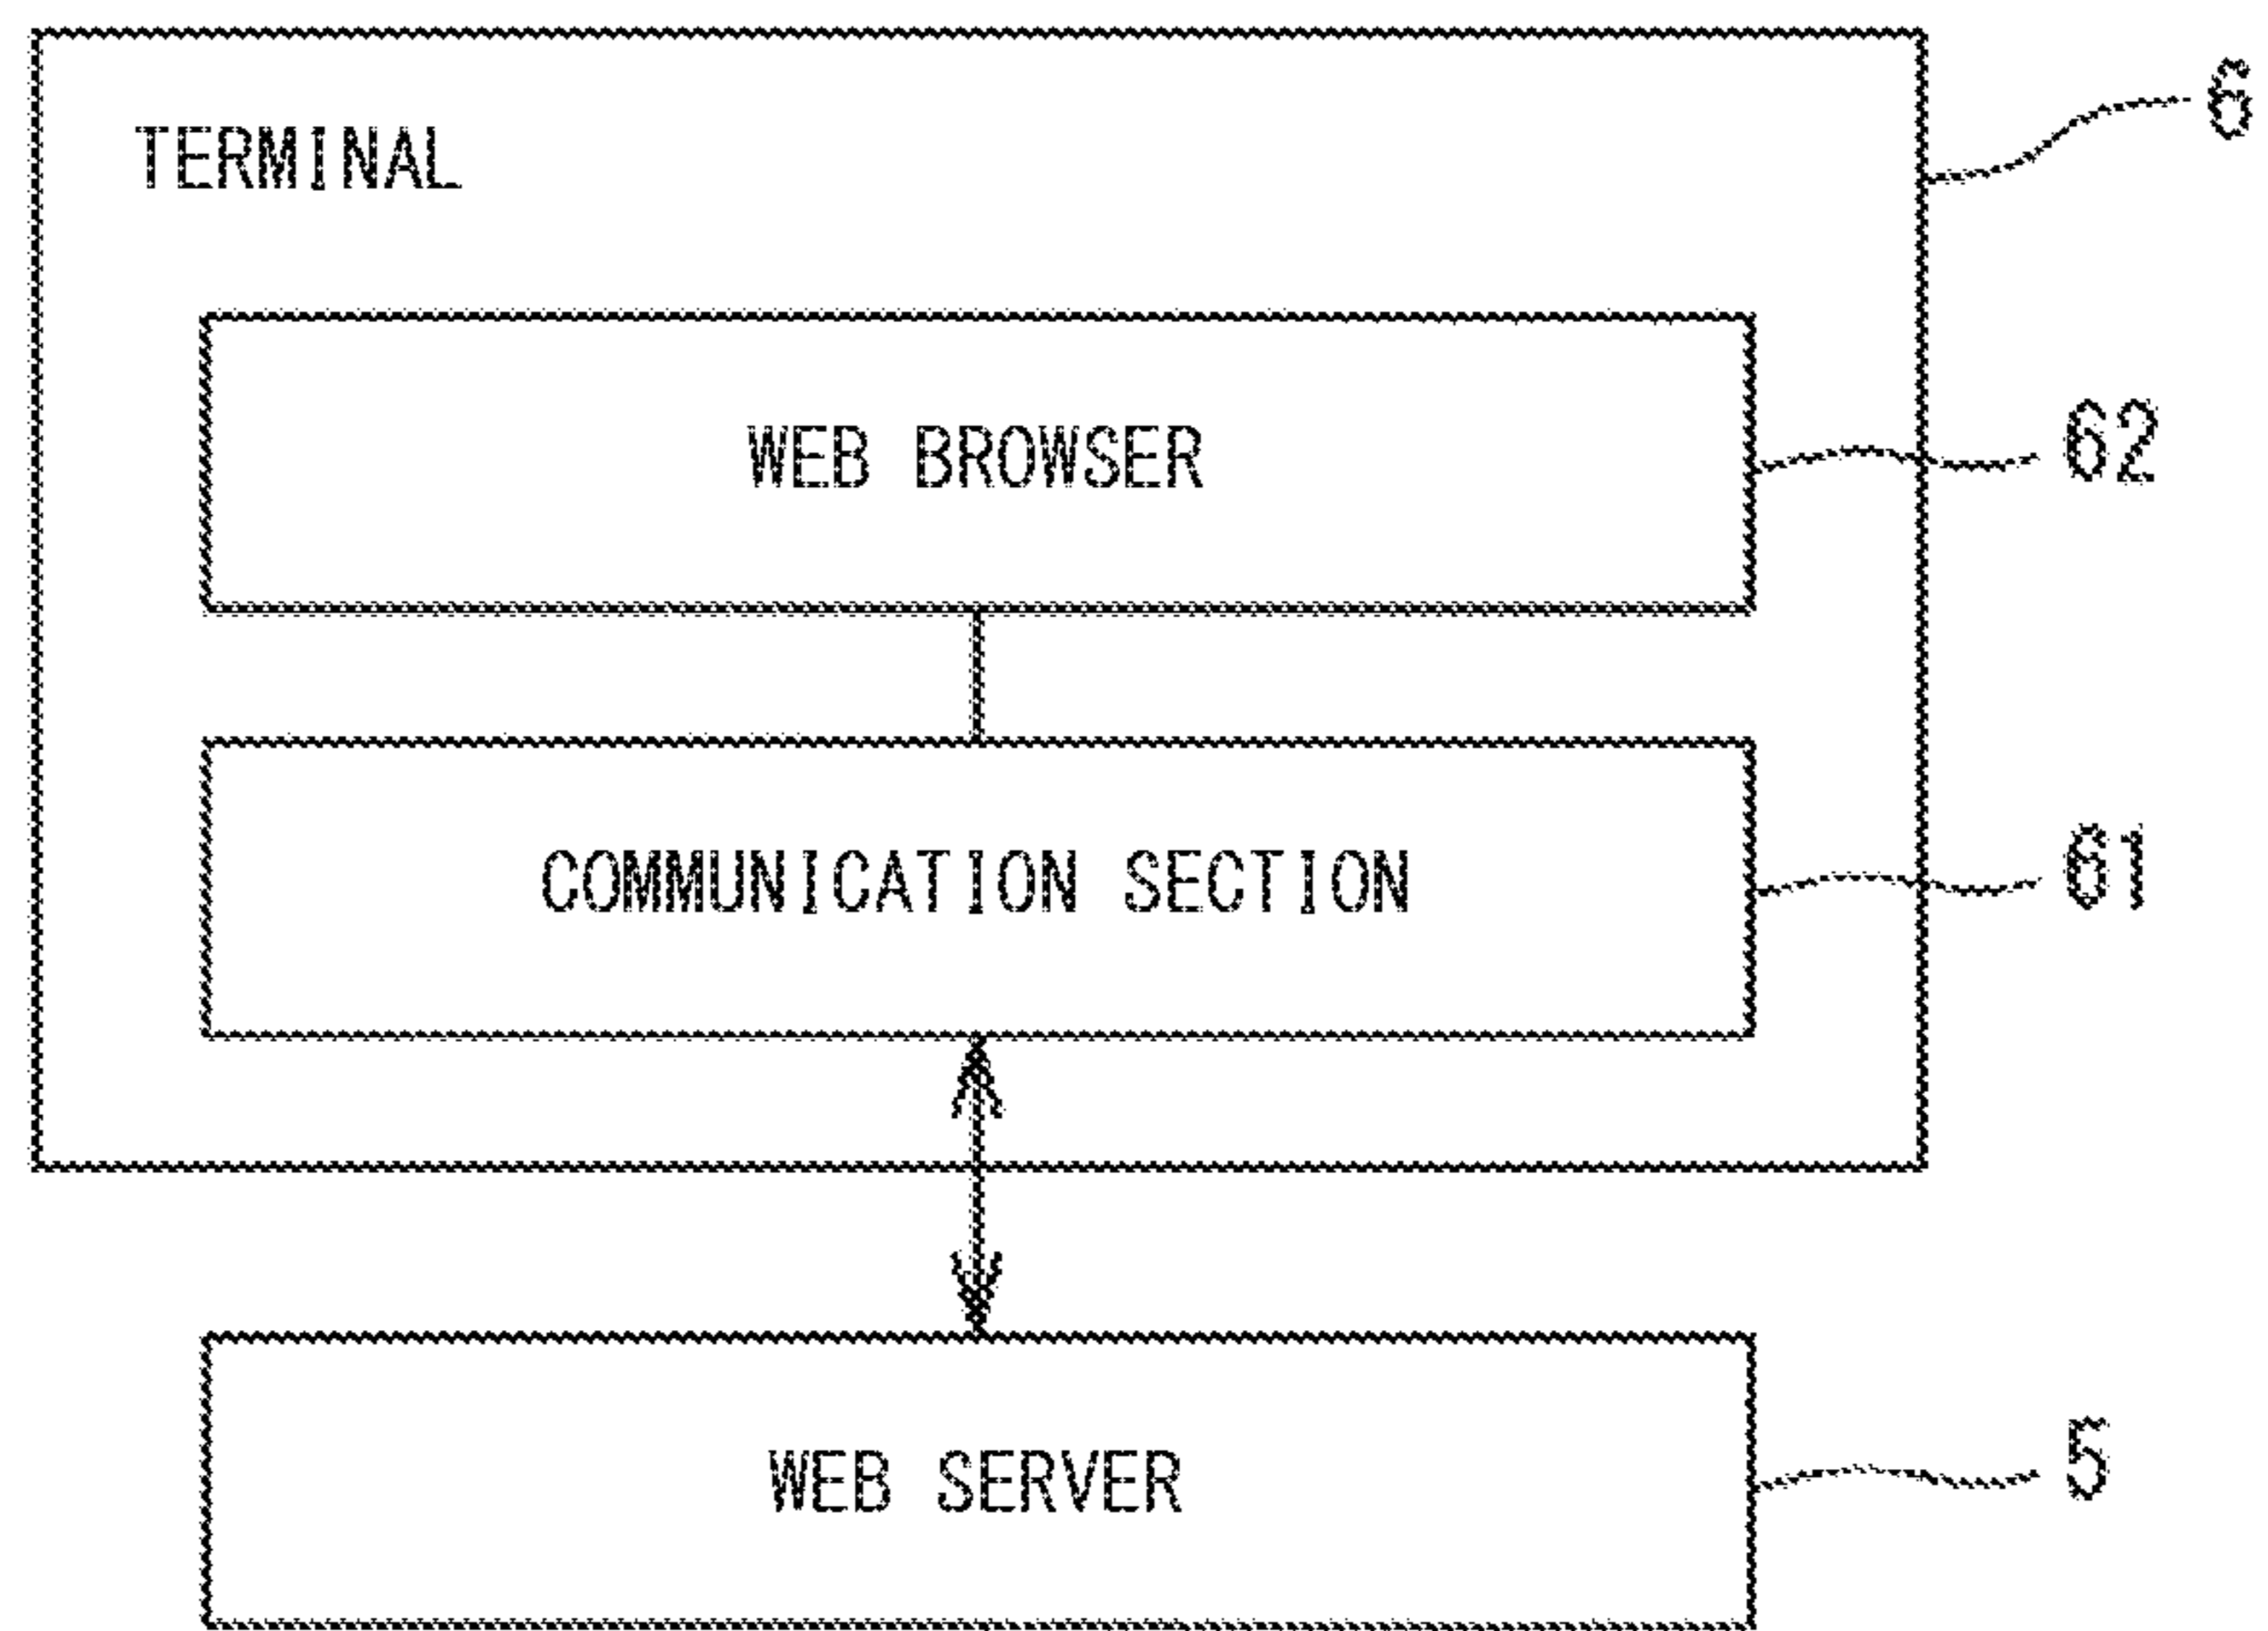 TERMINAL
6
WEB BROWSER
62
COMMUNICATION SECTION
61
WEB SERVER
5